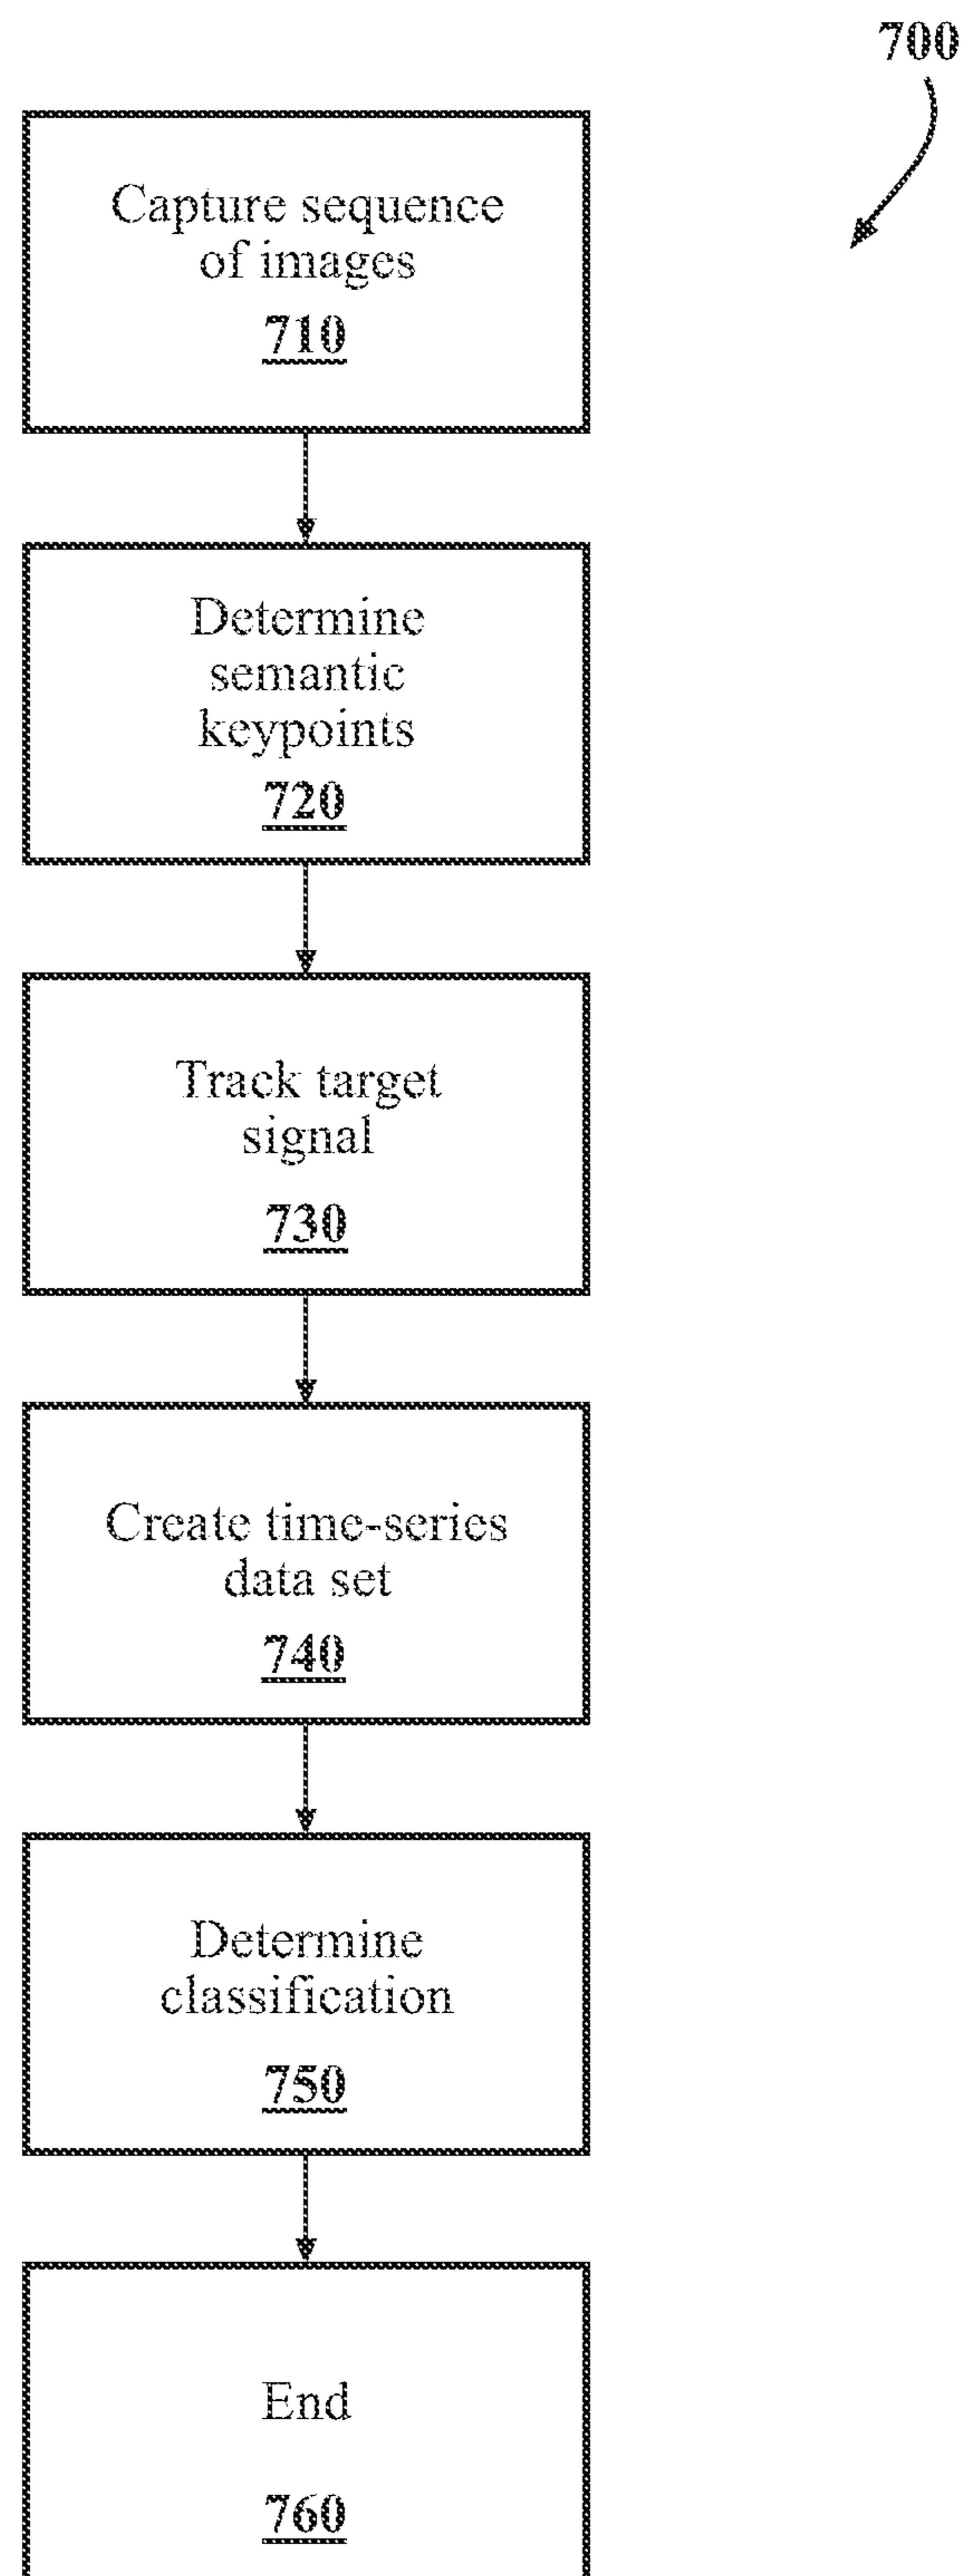 700
Capture sequence
of images
710
Determine
semantic
keypoints
720
Track target
signal
730
Create time-series
data set
740
Determine
classification
750
End
760